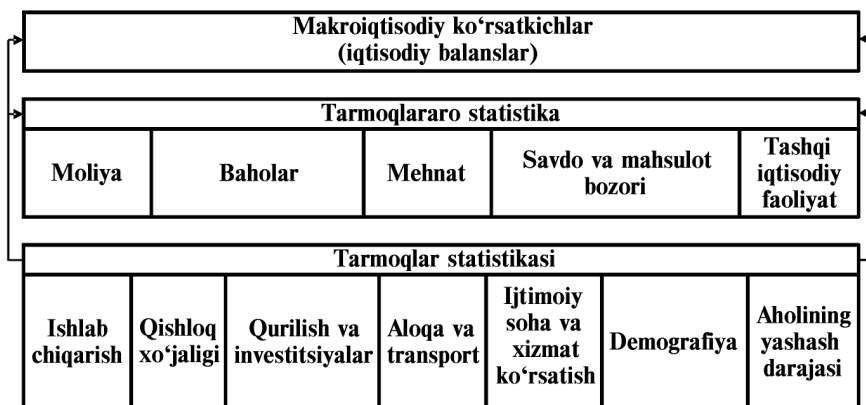 Makroiqtisodiy ko‘rsatkichlar
(iqtisodiy balanslar)
Tarmoqlararo statistika
Moliya
Baholar
Mehnat
Savdo va mahsulot
bozori
Tashqi
iqtisodiy
faoliyat
Tarmoqlar statistikasi
Ishlab
chiqarish
Qishloq
xo‘jaligi
Qurilish va
investitsiyalar
Aloqa va
transport
Ijtimoiy
soha va
xizmat
ko‘rsatish
Demografiya
Aholining
yashash
darajasi